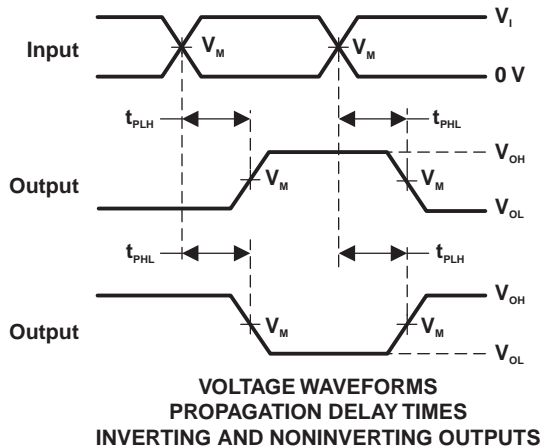 V_I
Input
V_M
V_M
0 V
t_PLH
t_PHL
V_OH
Output
V_M
V_M
V_OL
t_PHL
t_PLH
V_OH
Output
V_M
V_M
V_OL
VOLTAGE WAVEFORMS
PROPAGATION DELAY TIMES
INVERTING AND NONINVERTING OUTPUTS